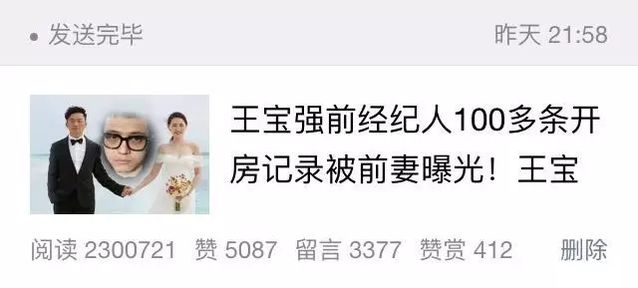 • 发送完毕 昨天 21:58
王宝强前经纪人100多条开
房记录被前妻曝光！王宝
阅读 2300721 赞 5087 留言 3377 赞赏 412 删除